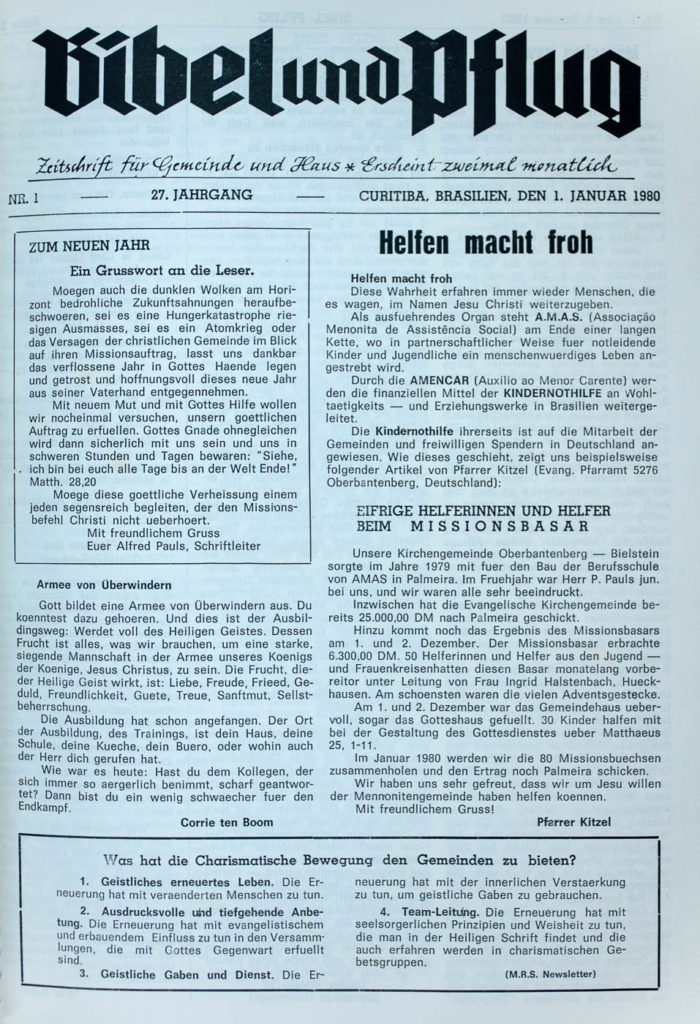 Bibel und Pflug
Zeitschrift für Gemeinde und Haus * Erscheint zweimal monatlich
NR. 1 — 27. JAHRGANG — CURITIBA, BRASILIEN, DEN 1. JANUAR 1980
ZUM NEUEN JAHR
Ein Grusswort an die Leser.
Moegen auch die dunklen Wolken am Hori-
zont bedrohliche Zukunftsahnungen heraufbe-
schwoeren, sei es eine Hungerkatastrophe rie-
sigen Ausmasses, sei es ein Atomkrieg oder
das Versagen der christlichen Gemeinde im Blick
auf ihren Missionsauftrag, lasst uns dankbar
das verflossene Jahr in Gottes Haende legen
und getrost und hoffnungsvoll dieses neue Jahr
aus seiner Vaterhand entgegennehmen.
Mit neuem Mut und mit Gottes Hilfe wollen
wir nocheinmal versuchen, unsern goettlichen
Auftrag zu erfuellen. Gottes Gnade ohnegleichen
wird dann sicherlich mit uns sein und uns in
schweren Stunden und Tagen bewaren: "Siehe,
ich bin bei euch alle Tage bis an der Welt Ende!"
Matth. 28,20
Moege diese goettliche Verheissung einem
jeden segensreich begleiten, der den Missions-
befehl Christi nicht ueberhoert.
Mit freundlichem Gruss
Euer Alfred Pauls, Schriftleiter
Armee von Überwindern
Gott bildet eine Armee von Überwindern aus. Du
koenntest dazu gehoeren. Und dies ist der Ausbil-
dingsweg: Werdet voll des Heiligen Geistes. Dessen
Frucht ist alles, was wir brauchen, um eine starke,
siegende Mannschaft in der Armee unseres Koenigs
der Koenige, Jesus Christus, zu sein. Die Frucht, die
der Heilige Geist wirkt, ist: Liebe, Freude, Frieed, Ge-
duld, Freundlichkeit, Guete, Treue, Sanftmut, Sellst-
beherrschung.
Die Ausbildung hat schon angefangen. Der Ort
der Ausbildung, des Trainings, ist dein Haus, deine
Schule, deine Kueche, dein Buero, oder wohin auch
der Herr dich gerufen hat.
Wie war es heute: Hast du dem Kollegen, der
sich immer so aergerlich benimmt, scharf geantwor-
tet? Dann bist du ein wenig schwaecher fuer den
Endkampf.
Corrie ten Boom
Helfen macht froh
Helfen macht froh
Diese Wahrheit erfahren immer wieder Menschen, die
es wagen, im Namen Jesu Christi weiterzugeben.
Als ausfuehrendes Organ steht A.M.A.S. (Associação
Menonita de Assistência Social) am Ende einer langen
Kette, wo in partnerschaftlicher Weise fuer notleidende
Kinder und Jugendliche ein menschenwuerdiges Leben an-
gestrebt wird.
Durch die AMENCAR (Auxílio ao Menor Carente) wer-
den die finanziellen Mittel der KINDERNOTHILFE an Wohl-
taetigkeits — und Erziehungswerke in Brasilien weiterge-
leitet.
Die Kindernothilfe ihrerseits ist auf die Mitarbeit der
Gemeinden und freiwilligen Spendern in Deutschland an-
gewiesen. Wie dieses geschieht, zeigt uns beispielsweise
folgender Artikel von Pfarrer Kitzel (Evang. Pfarramt 5276
Oberbantenberg, Deutschland):
EIFRIGE HELFERINNEN UND HELFER
BEIM MISSIONSBASAR
Unsere Kirchengemeinde Oberbantenberg — Bielstein
sorgte im Jahre 1979 mit fuer den Bau der Berufsschule
von AMAS in Palmeira. Im Fruehjahr war Herr P. Pauls jun.
bei uns, und wir waren alle sehr beeindruckt.
Inzwischen hat die Evangelische Kirchengemeinde be-
reits 25.000,00 DM nach Palmeira geschickt.
Hinzu kommt noch das Ergebnis des Missionsbasars
am 1. und 2. Dezember. Der Missionsbasar erbrachte
6.300,00 DM. 50 Helferinnen und Helfer aus den Jugend —
und Frauenkreisenhatten diesen Basar monatelang vorbe-
reitor unter Leitung von Frau Ingrid Halstenbach, Hueck-
hausen. Am schoensten waren die vielen Adventsgestecke.
Am 1. und 2. Dezember war das Gemeindehaus ueber-
voll, sogar das Gotteshaus gefuellt. 30 Kinder halfen mit
bei der Gestaltung des Gottesdienstes ueber Matthaeus
25, 1-11.
Im Januar 1980 werden wir die 80 Missionsbuechsen
zusammenholen und den Ertrag noch Palmeira schicken.
Wir haben uns sehr gefreut, dass wir um Jesu willen
der Mennonitengemeinde haben helfen koennen.
Mit freundlichem Gruss!
Pfarrer Kitzel
Was hat die Charismatische Bewegung den Gemeinden zu bieten?
1. Geistliches erneuertes Leben. Die Er-
neuerung hat mit veraenderten Menschen zu tun.
2. Ausdrucksvolle und tiefgehende Anbe-
tung. Die Erneuerung hat mit evangelistischem
und erbauendem Einfluss zu tun in den Versamm-
lungen, die mit Gottes Gegenwart erfuellt
sind.
3. Geistliche Gaben und Dienst. Die Er-
neuerung hat mit der innerlichen Verstaerkung
zu tun, um geistliche Gaben zu gebrauchen.
4. Team-Leitung. Die Erneuerung hat mit
seelsorgerlichen Prinzipien und Weisheit zu tun,
die man in der Heiligen Schrift findet und die
auch erfahren werden in charismatischen Ge-
betsgruppen.
(M.R.S. Newsletter)